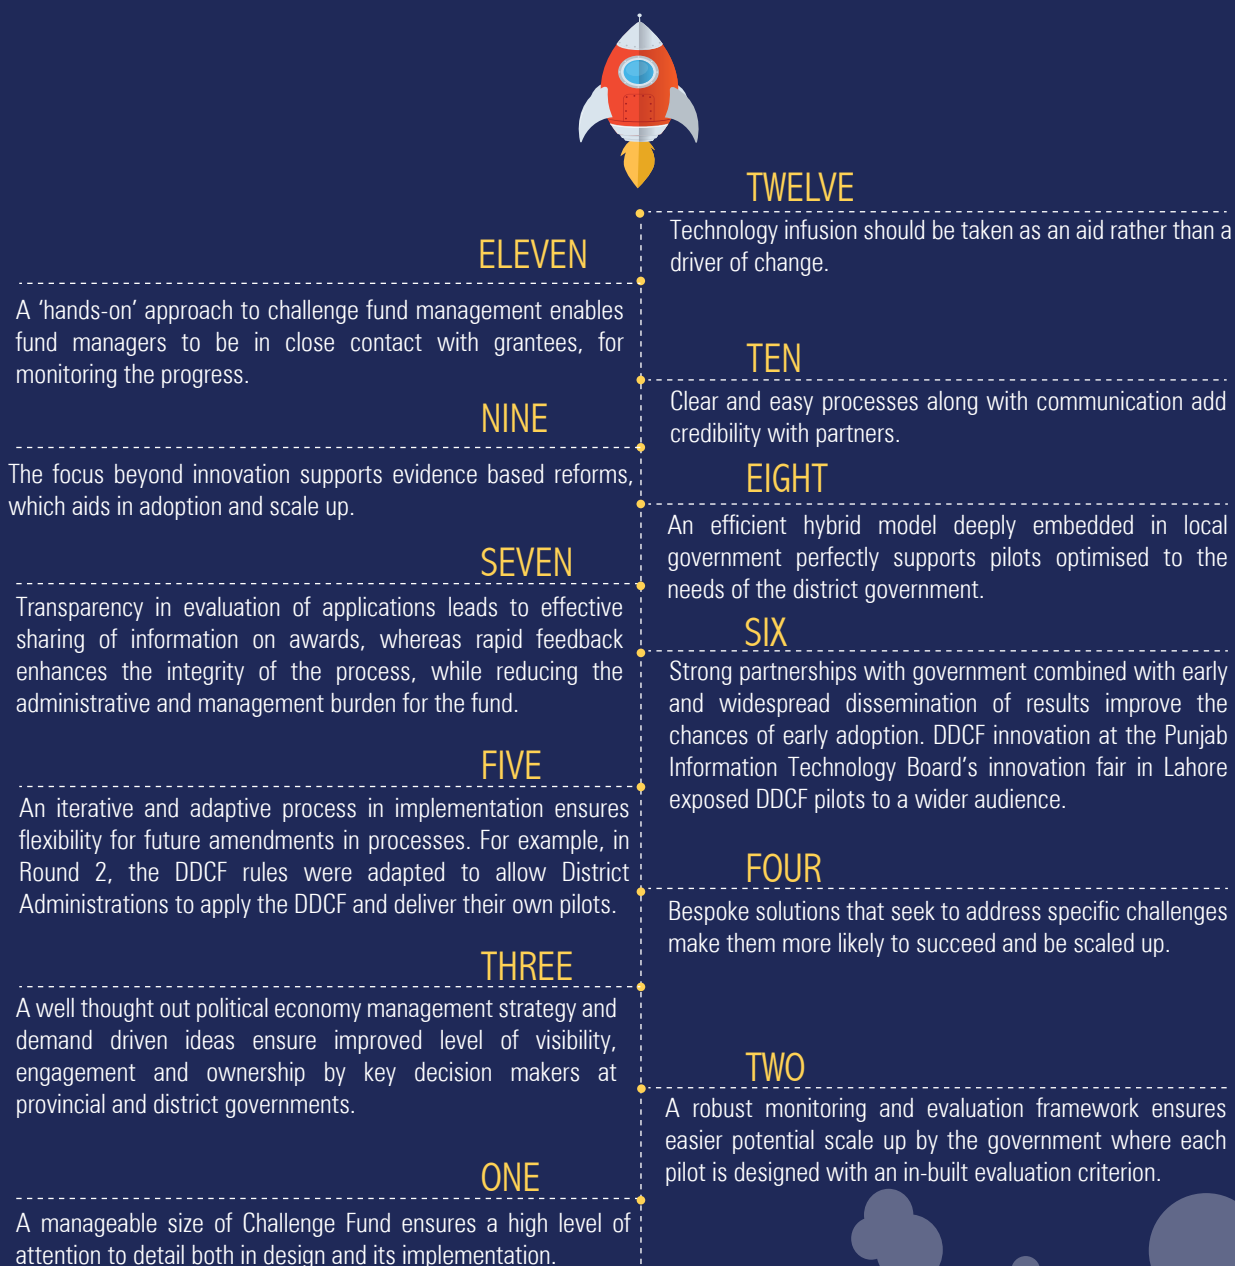 TWELVE
Technology infusion should be taken as an aid rather than a
driver of change.
ELEVEN
A ‘hands-on’ approach to challenge fund management enables
fund managers to be in close contact with grantees, for
monitoring the progress.
TEN
Clear and easy processes along with communication add
credibility with partners.
NINE
The focus beyond innovation supports evidence based reforms,
which aids in adoption and scale up.
EIGHT
An efficient hybrid model deeply embedded in local
government perfectly supports pilots optimised to the
needs of the district government.
SEVEN
Transparency in evaluation of applications leads to effective
sharing of information on awards, whereas rapid feedback
enhances the integrity of the process, while reducing the
administrative and management burden for the fund.
SIX
Strong partnerships with government combined with early
and widespread dissemination of results improve the
chances of early adoption. DDCF innovation at the Punjab
Information Technology Board’s innovation fair in Lahore
exposed DDCF pilots to a wider audience.
FIVE
An iterative and adaptive process in implementation ensures
flexibility for future amendments in processes. For example, in
Round 2, the DDCF rules were adapted to allow District
Administrations to apply the DDCF and deliver their own pilots.
FOUR
Bespoke solutions that seek to address specific challenges
make them more likely to succeed and be scaled up.
THREE
A well thought out political economy management strategy and
demand driven ideas ensure improved level of visibility,
engagement and ownership by key decision makers at
provincial and district governments.
TWO
A robust monitoring and evaluation framework ensures
easier potential scale up by the government where each
pilot is designed with an in-built evaluation criterion.
ONE
A manageable size of Challenge Fund ensures a high level of
attention to detail both in design and its implementation.